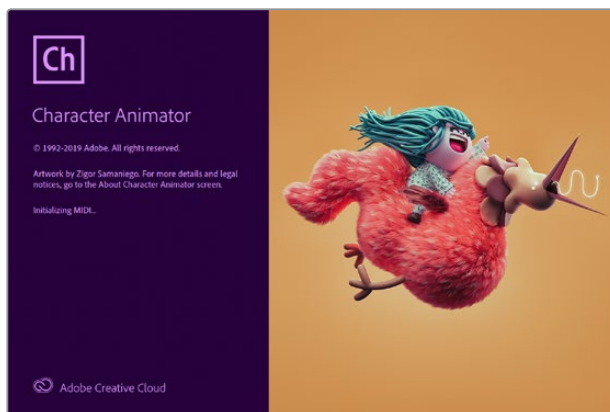 Ch
Character Animator
© 1992-2019 Adobe. All rights reserved.
Artwork by Zigor Samaniego. For more details and legal
notices, go to the About Character Animator screen.
Initializing MIDI...
Adobe Creative Cloud